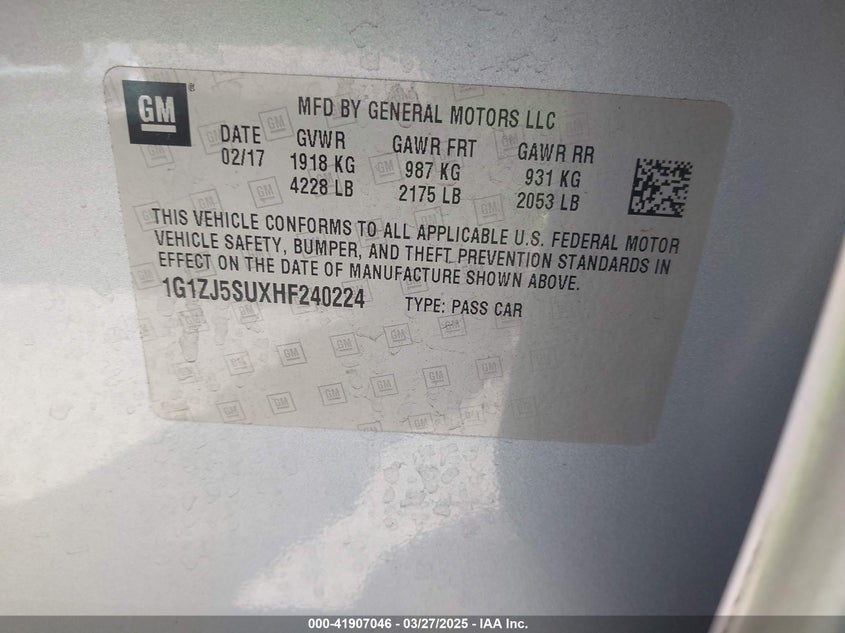 GM
MFD BY GENERAL MOTORS LLC
DATE GVWR GAWR FRT GAWR RR
02/17 1918 KG 987 KG 931 KG
4228 LB 2175 LB 2053 LB
THIS VEHICLE CONFORMS TO ALL APPLICABLE U.S. FEDERAL MOTOR
VEHICLE SAFETY, BUMPER, AND THEFT PREVENTION STANDARDS IN
EFFECT ON THE DATE OF MANUFACTURE SHOWN ABOVE.
1G1ZJ5SUXHF240224 TYPE: PASS CAR
000-41907046 - 03/27/2025 - IAA Inc.